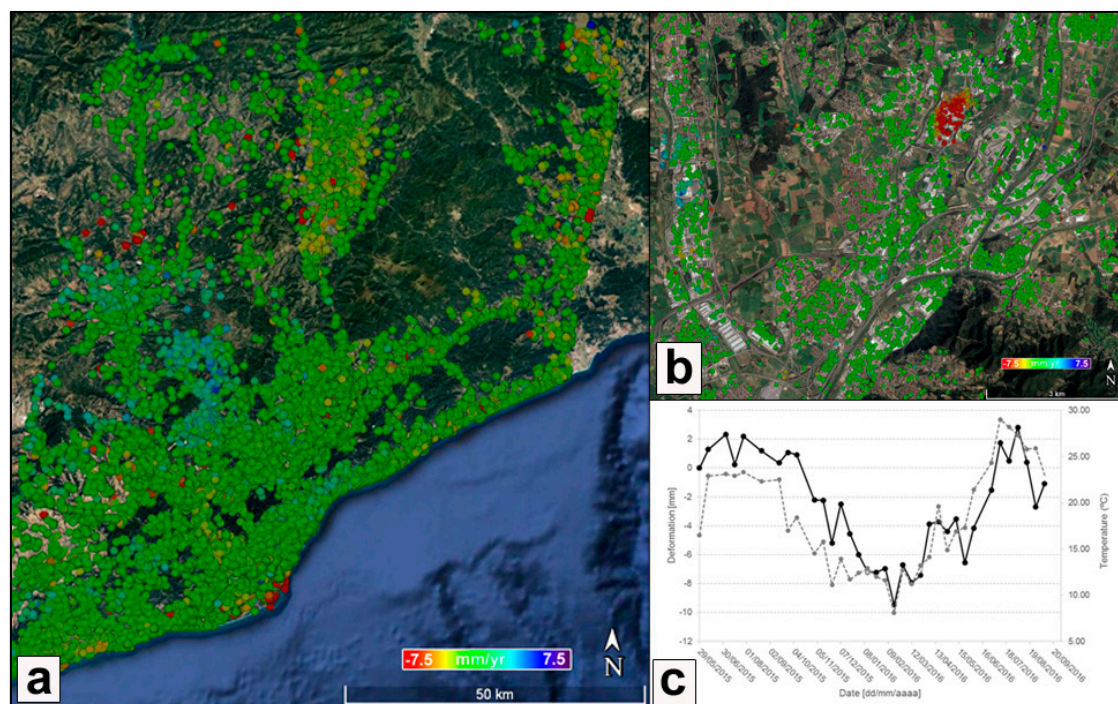 -7.5 mm/yr 7.5
N
50 km
a
-7.5 mm/yr 7.5
N
3 km
b
4
2
0
-2
-4
-6
-8
-10
-12
Deformation [mm]
30.00
25.00
20.00
15.00
10.00
5.00
Temperature (ºC)
29/05/2015
30/06/2015
01/08/2015
02/09/2015
04/10/2015
05/11/2015
07/12/2015
08/01/2016
09/02/2016
12/03/2016
13/04/2016
15/05/2016
16/06/2016
18/07/2016
19/08/2016
20/09/2016
Date [dd/mm/aaaa]
c